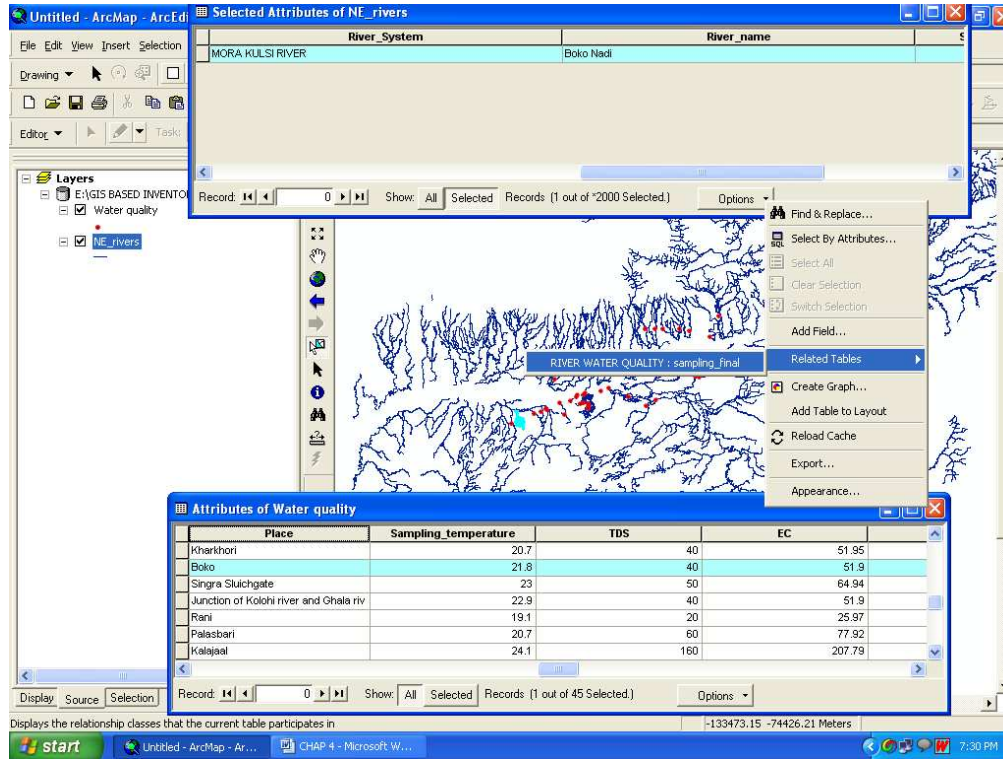 Untitled - ArcMap - ArcEdi
Selected Attributes of NE_rivers
File Edit View Insert Selection
Drawing
Editor Task:
River_System River_name S
MORA KULSI RIVER Boko Nadi
Record: 0 Show: All Selected Records (1 out of *2000 Selected.) Options
Layers
E:\GIS BASED INVENTO
Water quality
NE_rivers
Find & Replace...
SQL Select By Attributes...
Select All
Clear Selection
Switch Selection
Add Field...
Related Tables
RIVER WATER QUALITY : sampling_final
Create Graph...
Add Table to Layout
Reload Cache
Export...
Appearance...
Attributes of Water quality
Place Sampling_temperature TDS EC
Kharkhori 20.7 40 51.95
Boko 21.8 40 51.9
Singra Sluichgate 23 50 64.94
Junction of Kolohi river and Ghala riv 22.9 40 51.9
Rani 19.1 20 25.97
Palasbari 20.7 60 77.92
Kalajaal 24.1 160 207.79
Record: 0 Show: All Selected Records (1 out of 45 Selected.) Options
Display Source Selection
Displays the relationship classes that the current table participates in
-133473.15 -74426.21 Meters
start Untitled - ArcMap - Ar... CHAP 4 - Microsoft W... 7:30 PM